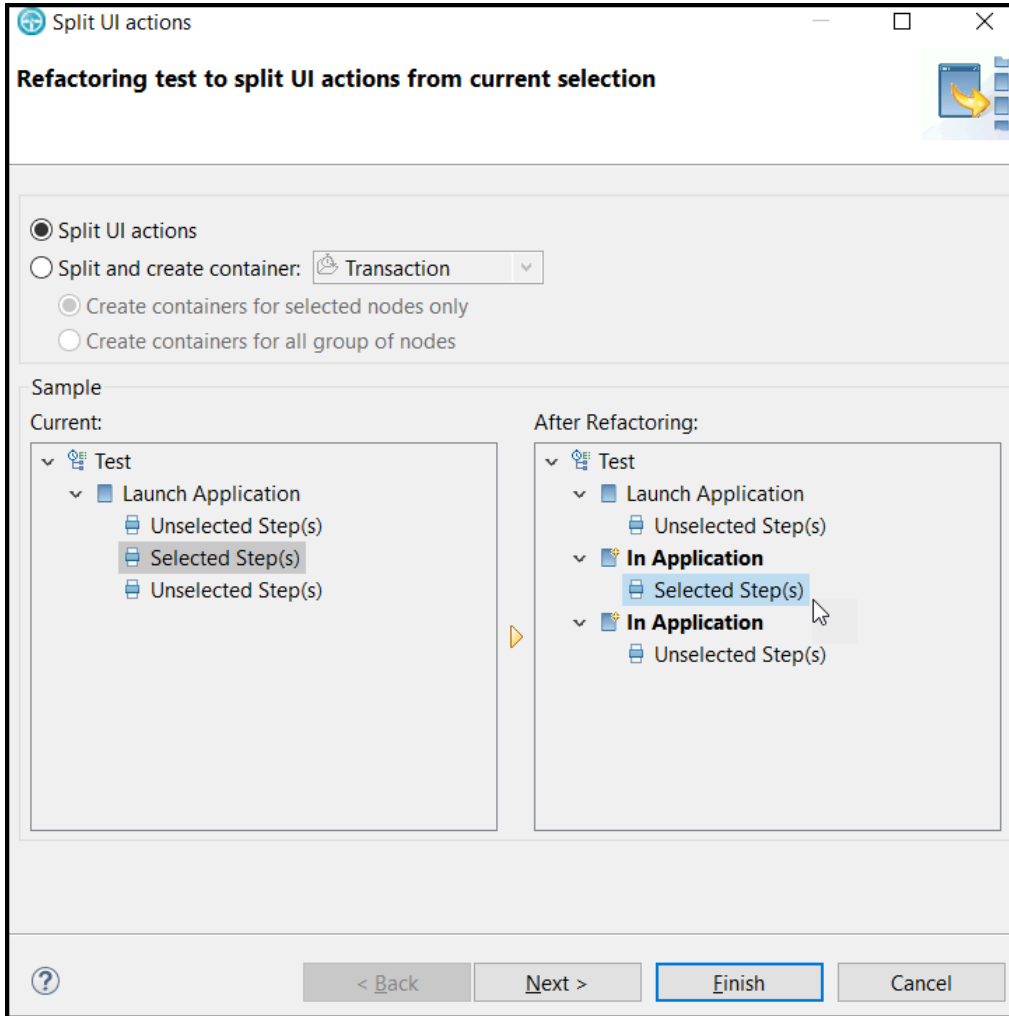 Split UI actions
Refactoring test to split UI actions from current selection
Split UI actions
Split and create container: Transaction
Create containers for selected nodes only
Create containers for all group of nodes
Sample
Current:
Test
Launch Application
Unselected Step(s)
Selected Step(s)
Unselected Step(s)
After Refactoring:
Test
Launch Application
Unselected Step(s)
In Application
Selected Step(s)
In Application
Unselected Step(s)
? < Back Next > Finish Cancel